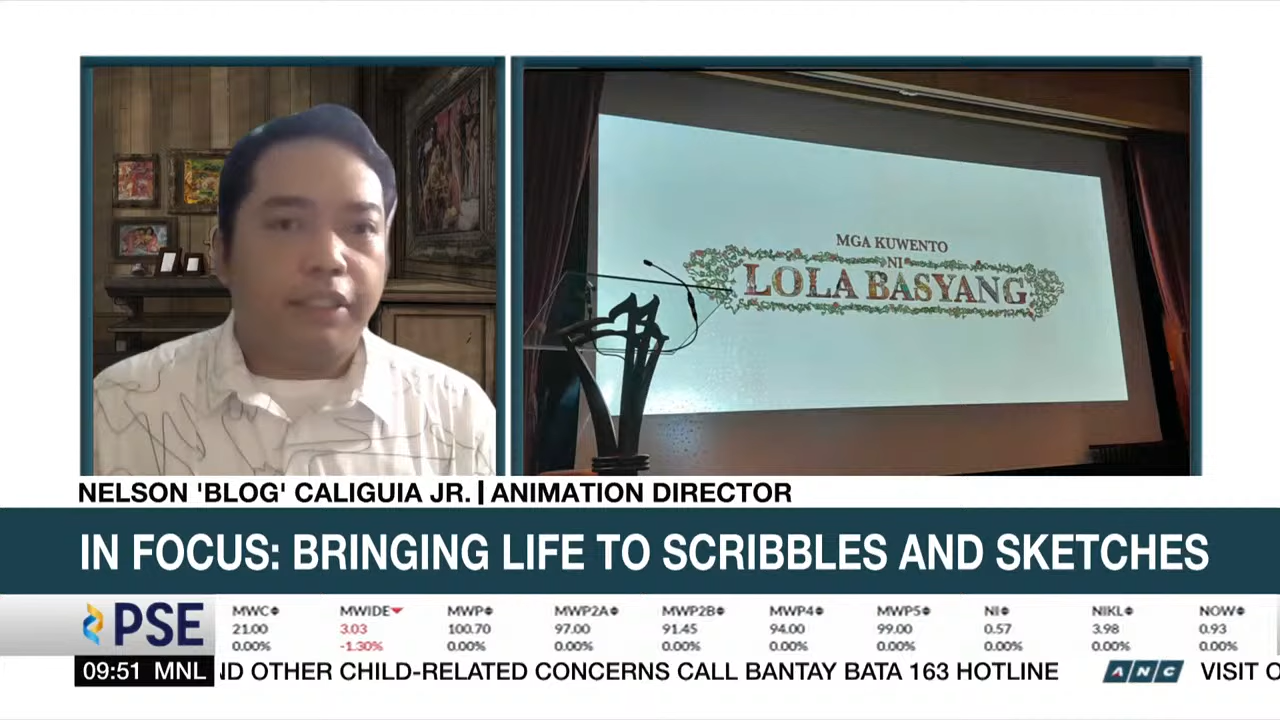 MGA KUWENTO
NI
LOLA BASYANG
NELSON 'BLOG' CALIGUIA JR. | ANIMATION DIRECTOR
IN FOCUS: BRINGING LIFE TO SCRIBBLES AND SKETCHES
PSE
MWC MWIDE MWP MWP2A MWP2B MWP4 MWP5 NI NIKL NOW
21.00 3.03 100.70 97.00 91.45 94.00 99.00 0.57 3.98 0.93
0.00% -1.30% 0.00% 0.00% 0.00% 0.00% 0.00% 0.00% 0.00% 0.00%
09:51 MNL ND OTHER CHILD-RELATED CONCERNS CALL BANTAY BATA 163 HOTLINE ANC VISIT